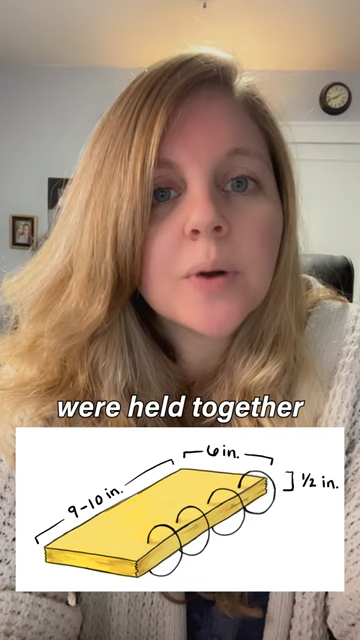 were held together
6 in.
9-10 in.
1/2 in.